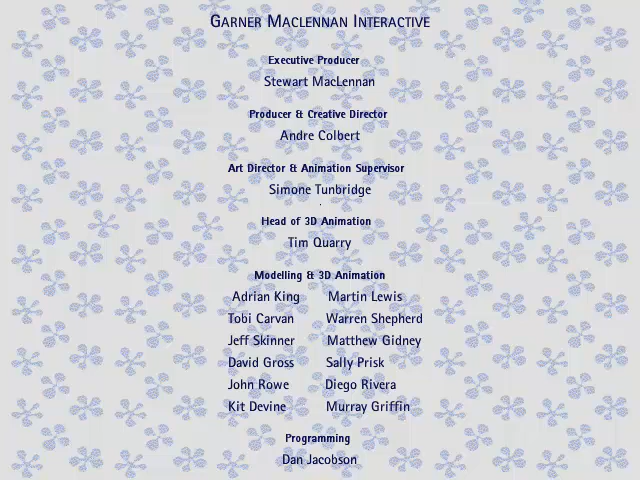 Garner Maclennan Interactive
Executive Producer
Stewart MacLennan
Producer & Creative Director
Andre Colbert
Art Director & Animation Supervisor
Simone Tunbridge
Head of 3D Animation
Tim Quarry
Modelling & 3D Animation
Adrian King Martin Lewis
Tobi Carvan Warren Shepherd
Jeff Skinner Matthew Gidney
David Gross Sally Prisk
John Rowe Diego Rivera
Kit Devine Murray Griffin
Programming
Dan Jacobson